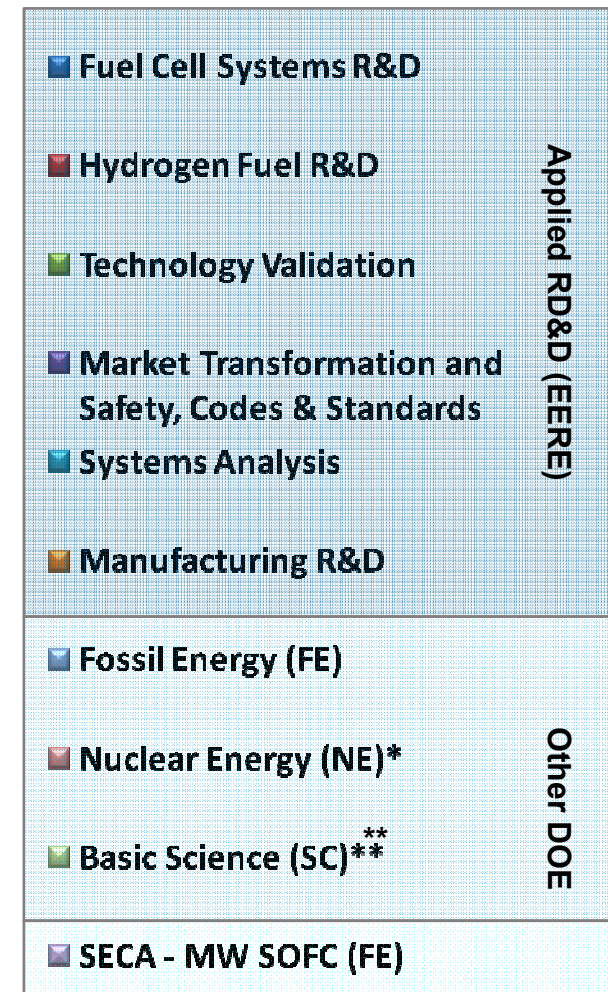 Fuel Cell Systems R&D
Hydrogen Fuel R&D
Technology Validation
Market Transformation and
Safety, Codes & Standards
Systems Analysis
Manufacturing R&D
Applied RD&D (EERE)
Fossil Energy (FE)
Nuclear Energy (NE)*
**
Basic Science (SC)**
Other DOE
SECA - MW SOFC (FE)